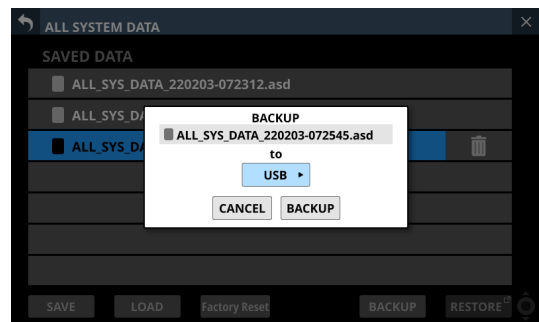 ALL SYSTEM DATA
SAVED DATA
ALL_SYS_DATA_220203-072312.asd
ALL_SYS_DA
ALL_SYS_DA
BACKUP
ALL_SYS_DATA_220203-072545.asd
to
USB
CANCEL BACKUP
SAVE LOAD Factory Reset BACKUP RESTORE